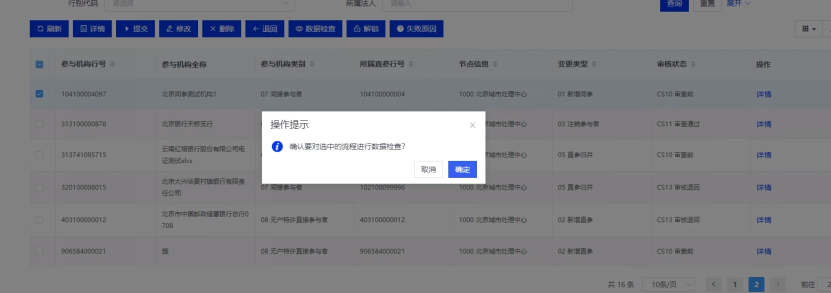 行别代码 请选择 所属法人 请输入 查询 重置 展开
刷新 详情 提交 修改 删除 退回 数据检查 解锁 失败原因
参与机构行号 参与机构全称 参与机构类别 所属直参行号 节点信息 变更类型 审核状态 操作
104100004097 北京间参测试机构1 07 间接参与者 104100000004 1000 北京城市处理中心 01 新增间参 CS10 审查前 详情
操作提示
313100000878 北京银行天桥支行 1000 北京城市处理中心 03 注销参与者 CS11 审查通过 详情
确认要对选中的流程进行数据检查?
313741095715 云南红塔银行股份有限公司电
证测试abcs 1000 北京城市处理中心 05 直参归并 CS10 审查前 详情
取消 确定
320100006015 北京大兴华夏村镇银行有限责
任公司 07 间接参与者 102100099996 1000 北京城市处理中心 05 直参归并 CS13 审核退回 详情
403100000012 北京市中国邮政储蓄银行总行0
708 08 无户特许直接参与者 403100000012 1000 北京城市处理中心 02 新增直参 CS13 审核退回 详情
906584000021 08 无户特许直接参与者 906584000021 1000 北京城市处理中心 02 新增直参 CS10 审查前 详情
共 16 条 10条/页 1 2 前往